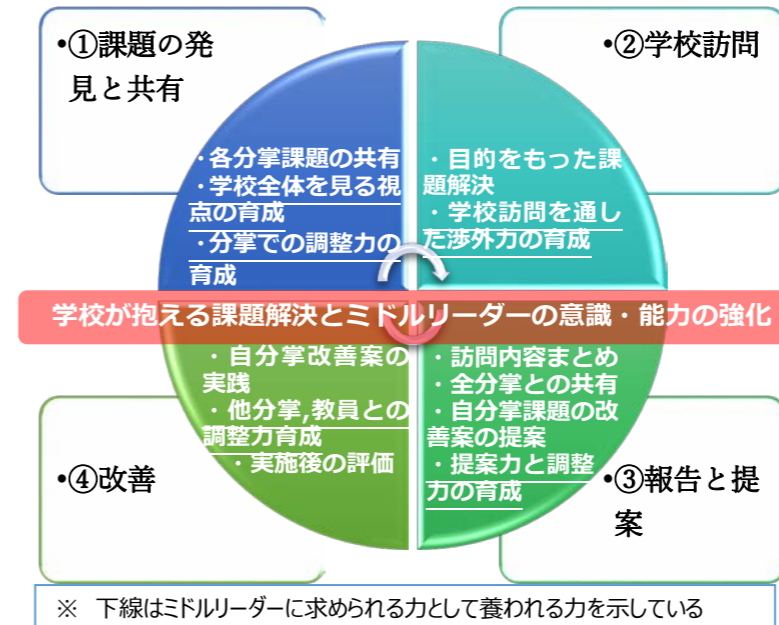 •①課題の発
見と共有
•②学校訪問
・各分掌課題の共有
・学校全体を見る視
点の育成
・分掌での調整力の
育成
・目的をもった課
題解決
・学校訪問を通し
た渉外力の育成
学校が抱える課題解決とミドルリーダーの意識・能力の強化
・自分掌改善案の
実践
・他分掌,教員との
調整力育成
・実施後の評価
・訪問内容まとめ
・全分掌との共有
・自分掌課題の改
善案の提案
・提案力と調整
力の育成
•④改善
•③報告と提
案
※ 下線はミドルリーダーに求められる力として養われる力を示している